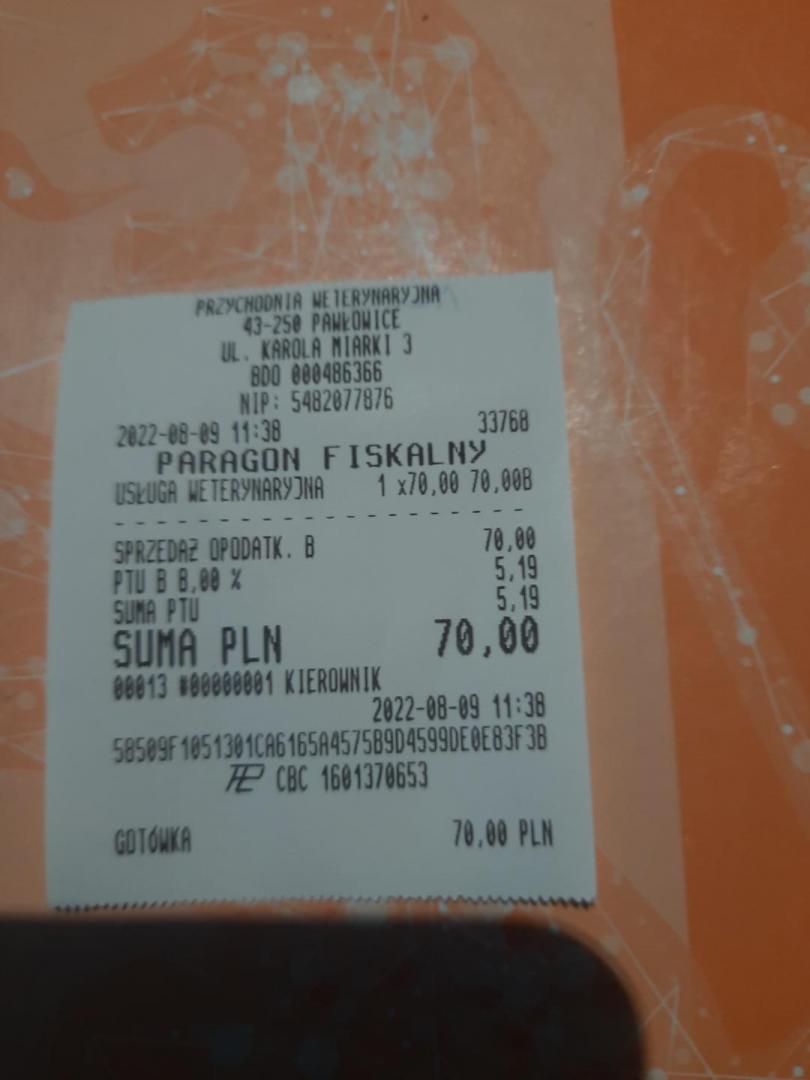 PRZYCHODNIA WETERYNARYJNA
43-250 PAWŁOWICE
UL. KAROLA MIARKI 3
BDO 000486366
NIP: 5482077876
2022-08-09 11:38 33768
PARAGON FISKALNY
USŁUGA WETERYNARYJNA 1 x70,00 70,00B
SPRZEDAŻ OPODATK. B 70,00
PTU B 8,00 % 5,19
SUMA PTU 5,19
SUMA PLN 70,00
00013 #00000001 KIEROWNIK
2022-08-09 11:38
58509F1051301CA6165A4575B9D4599DE0E83F3B
CBC 1601370653
GOTÓWKA 70,00 PLN